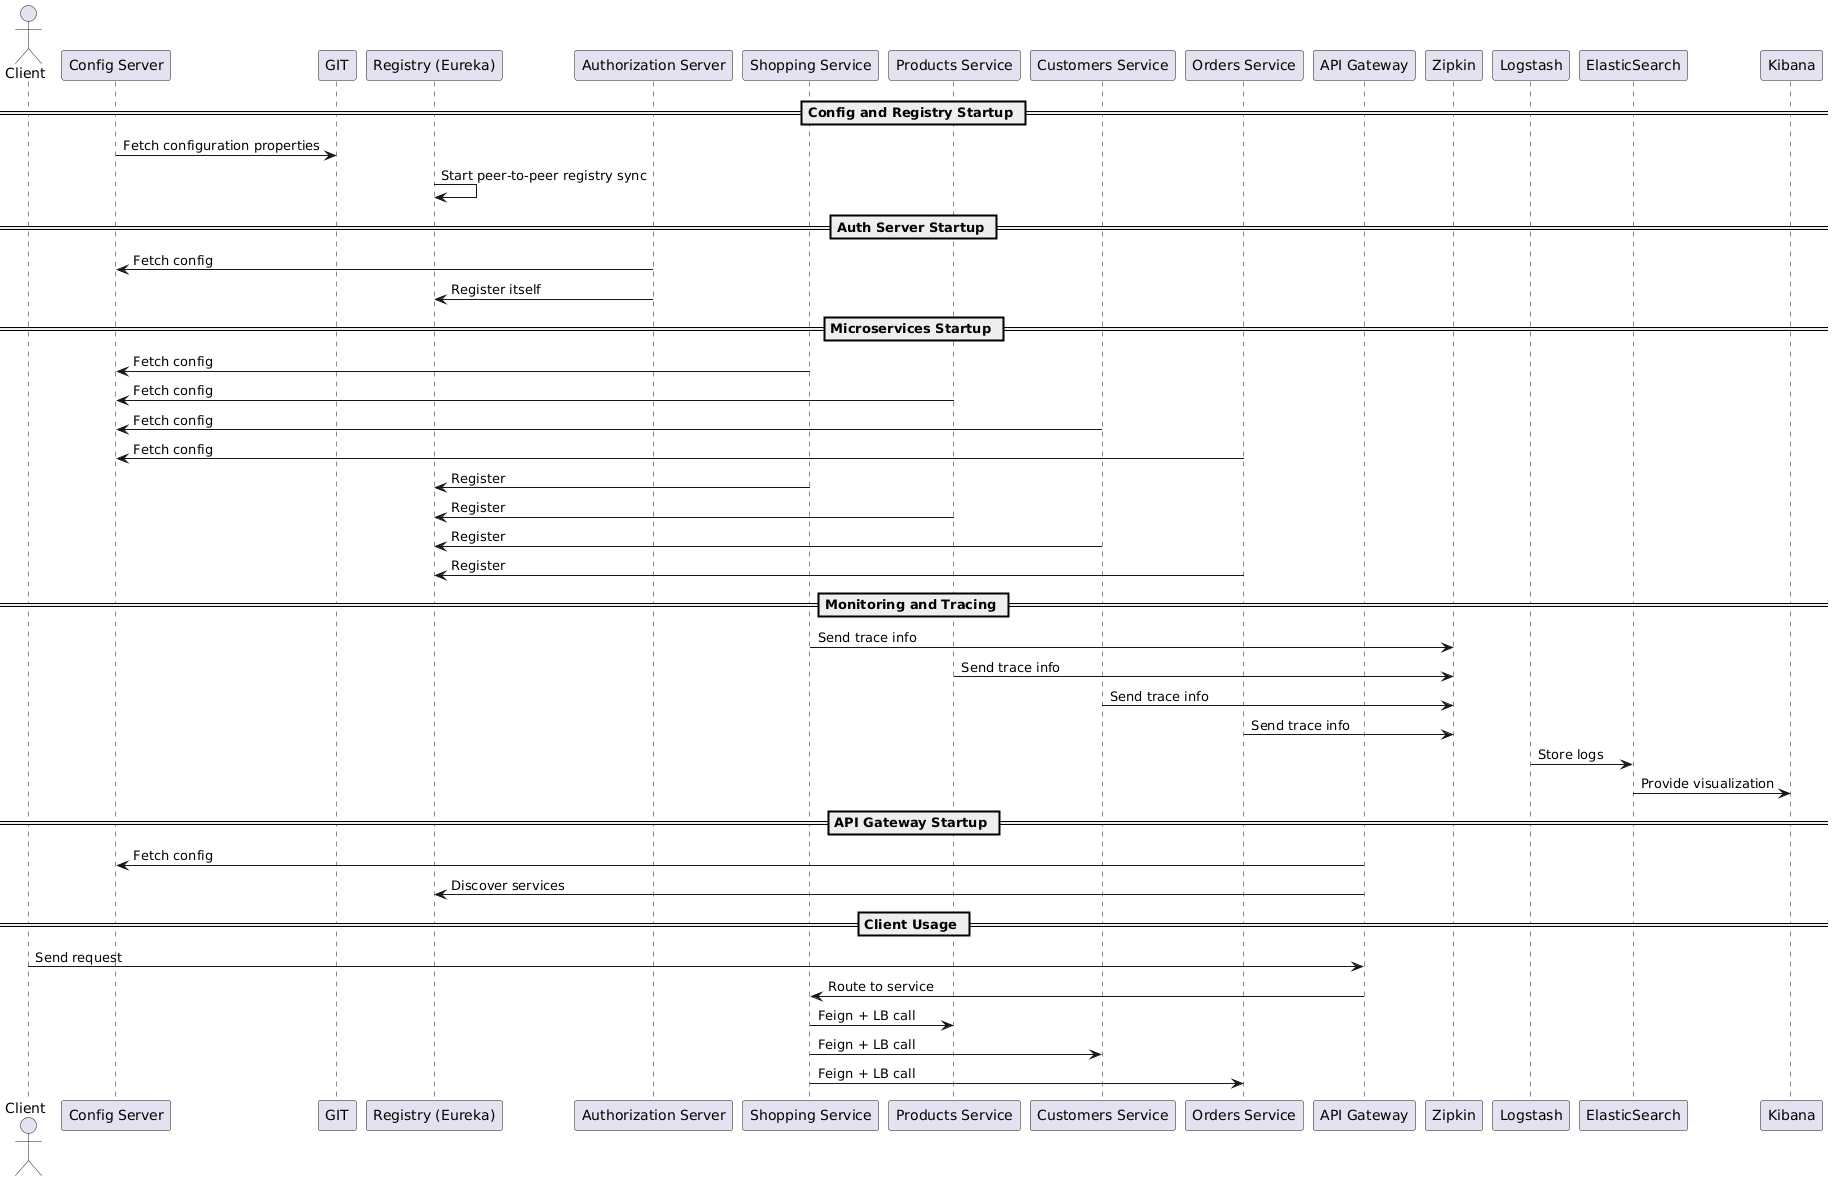 Client
Config Server
GIT
Registry (Eureka)
Authorization Server
Shopping Service
Products Service
Customers Service
Orders Service
API Gateway
Zipkin
Logstash
ElasticSearch
Kibana
Config and Registry Startup
Fetch configuration properties
Start peer-to-peer registry sync
Auth Server Startup
Fetch config
Register itself
Microservices Startup
Fetch config
Fetch config
Fetch config
Fetch config
Register
Register
Register
Register
Monitoring and Tracing
Send trace info
Send trace info
Send trace info
Send trace info
Store logs
Provide visualization
API Gateway Startup
Fetch config
Discover services
Client Usage
Send request
Route to service
Feign + LB call
Feign + LB call
Feign + LB call
Client
Config Server
GIT
Registry (Eureka)
Authorization Server
Shopping Service
Products Service
Customers Service
Orders Service
API Gateway
Zipkin
Logstash
ElasticSearch
Kibana